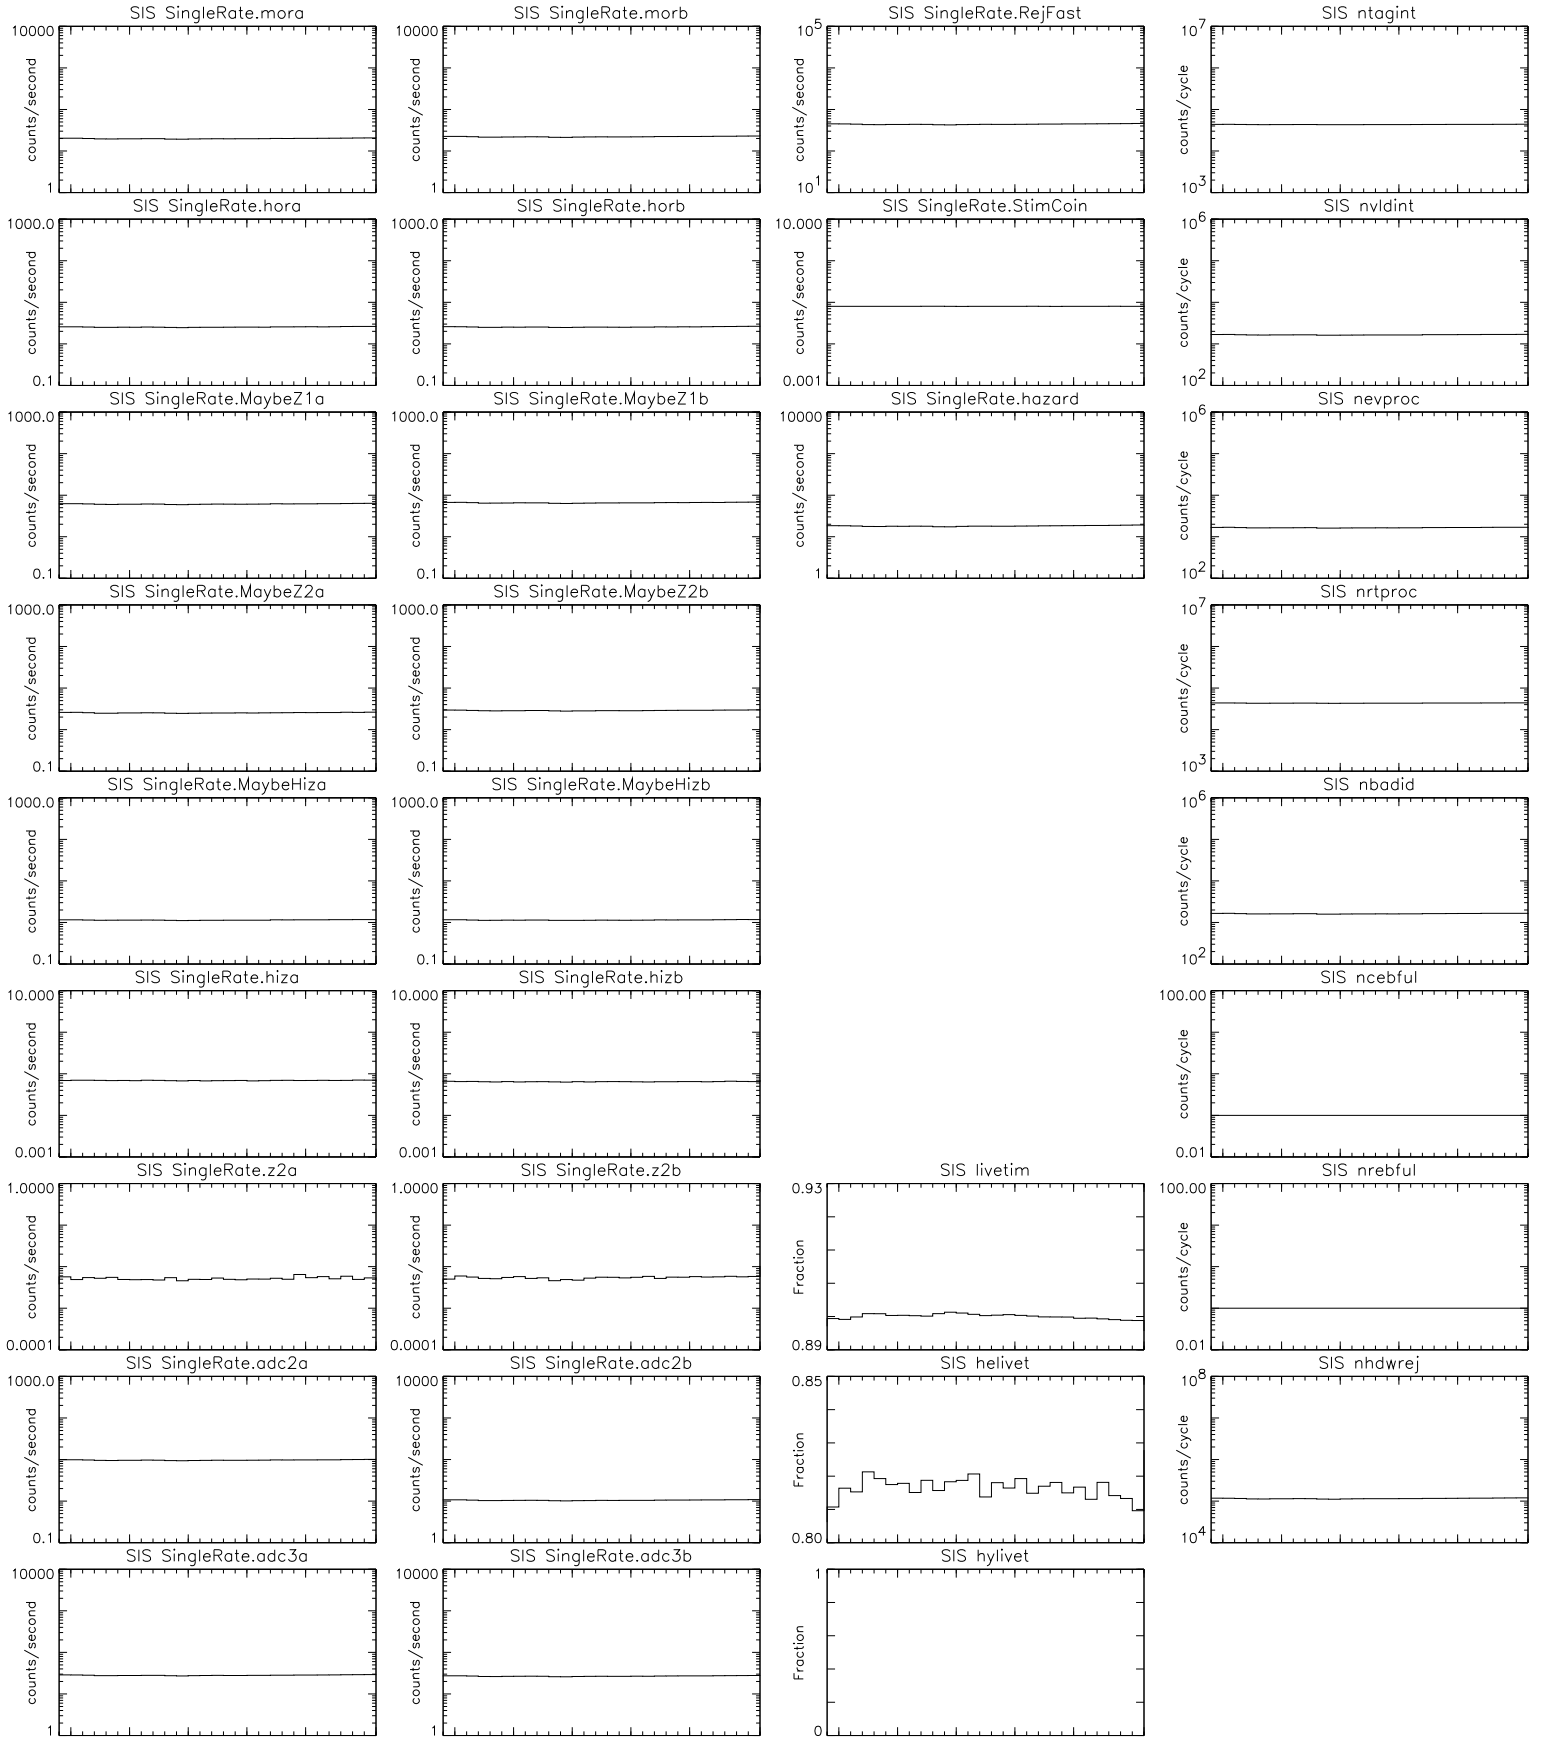 SIS SingleRate.mora
10000
counts/second
1
SIS SingleRate.morb
10000
counts/second
1
SIS SingleRate.RejFast
10^5
counts/second
10^1
SIS ntagint
10^7
counts/cycle
10^3
SIS SingleRate.hora
1000.0
counts/second
0.1
SIS SingleRate.horb
1000.0
counts/second
0.1
SIS SingleRate.StimCoin
10.000
counts/second
0.001
SIS nvldint
10^6
counts/cycle
10^2
SIS SingleRate.MaybeZ1a
1000.0
counts/second
0.1
SIS SingleRate.MaybeZ1b
1000.0
counts/second
0.1
SIS SingleRate.hazard
10000
counts/second
1
SIS nevproc
10^6
counts/cycle
10^2
SIS SingleRate.MaybeZ2a
1000.0
counts/second
0.1
SIS SingleRate.MaybeZ2b
1000.0
counts/second
0.1
SIS nrtproc
10^7
counts/cycle
10^3
SIS SingleRate.MaybeHiza
1000.0
counts/second
0.1
SIS SingleRate.MaybeHizb
1000.0
counts/second
0.1
SIS nbadid
10^6
counts/cycle
10^2
SIS SingleRate.hiza
10.000
counts/second
0.001
SIS SingleRate.hizb
10.000
counts/second
0.001
SIS ncebful
100.00
counts/cycle
0.01
SIS SingleRate.z2a
1.0000
counts/second
0.0001
SIS SingleRate.z2b
1.0000
counts/second
0.0001
SIS livetim
0.93
Fraction
0.89
SIS nrebful
100.00
counts/cycle
0.01
SIS SingleRate.adc2a
1000.0
counts/second
0.1
SIS SingleRate.adc2b
10000
counts/second
1
SIS helivet
0.85
Fraction
0.80
SIS nhdwrej
10^8
counts/cycle
10^4
SIS SingleRate.adc3a
10000
counts/second
1
SIS SingleRate.adc3b
10000
counts/second
1
SIS hylivet
1
Fraction
0